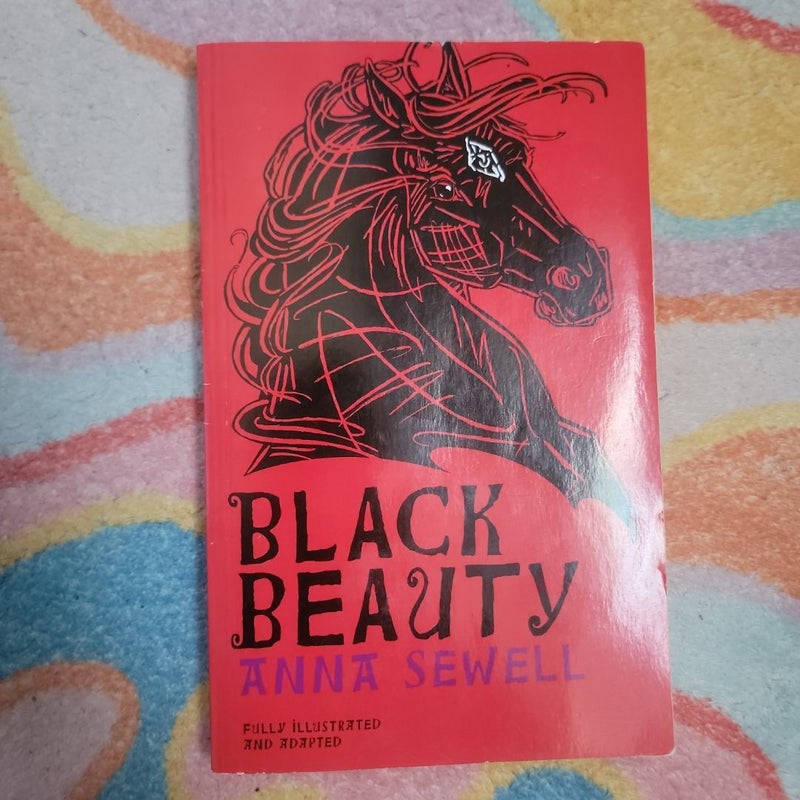 BLACK
BEAUTY
ANNA SEWELL
FULLY ILLUSTRATED
AND ADAPTED